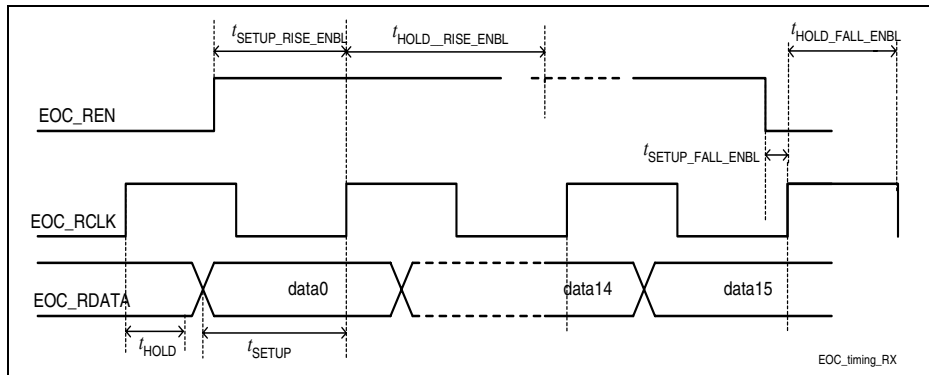 tSETUP_RISE_ENBL
tHOLD__RISE_ENBL
tHOLD_FALL_ENBL
EOC_REN
tSETUP_FALL_ENBL
EOC_RCLK
EOC_RDATA
data0
data14
data15
tHOLD
tSETUP
EOC_timing_RX